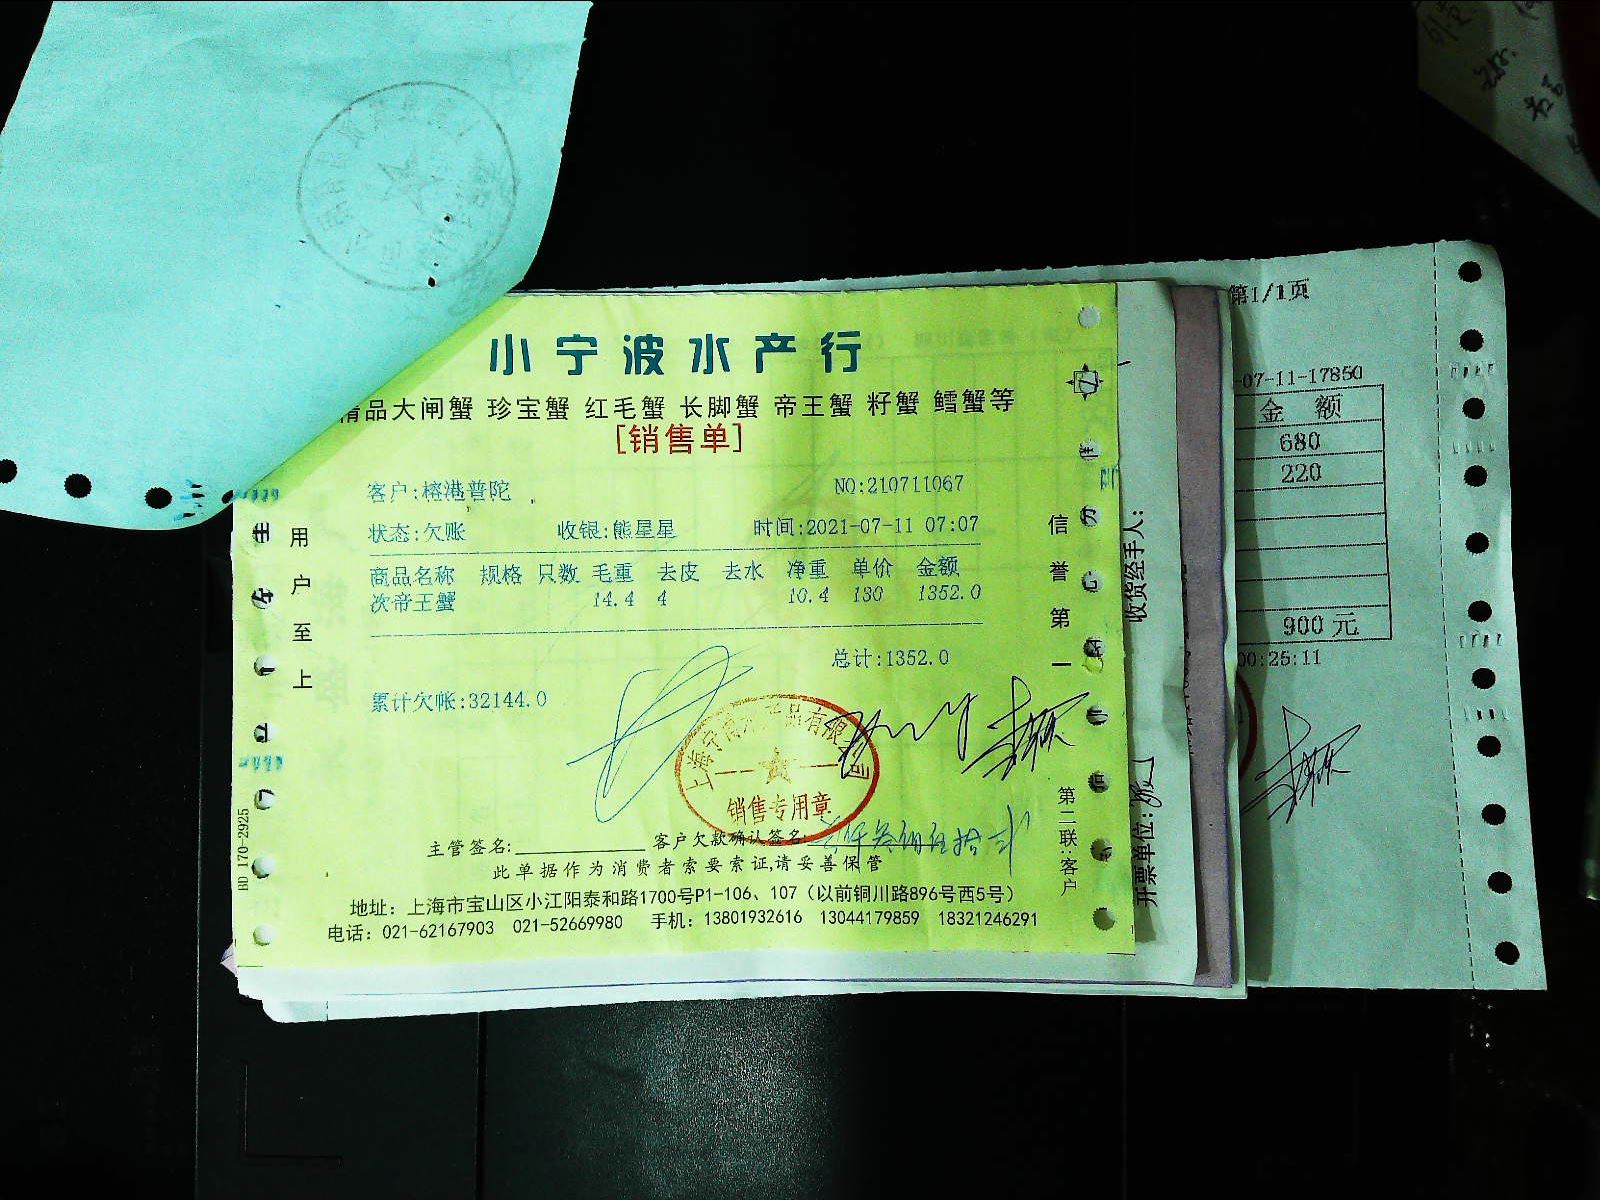 小宁波水产行
精品大闸蟹 珍宝蟹 红毛蟹 长脚蟹 帝王蟹 籽蟹 鳕蟹等
[销售单]
客户:榕港普陀 NO:210711067
状态:欠账 收银:熊星星 时间:2021-07-11 07:07
商品名称 规格 只数 毛重 去皮 去水 净重 单价 金额
次帝王蟹 14.4 4 10.4 130 1352.0
总计:1352.0
累计欠帐:32144.0
销售专用章
主管签名: 客户欠款确认签名:
此单据作为消费者索要索证,请妥善保管
地址：上海市宝山区小江阳泰和路1700号P1-106、107（以前铜川路896号西5号）
电话：021-62167903 021-52669980 手机：13801932616 13044179859 18321246291
用户至上
信誉第一
第二联:客户
BD 170-2925
收货经手人:
开票单位:
第1/1页
-07-11-17850
金 额
680
220
900 元
00:25:11